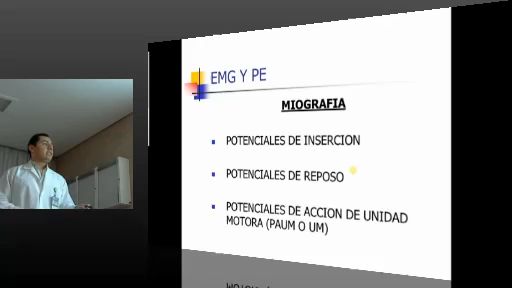 EMG Y PE
MIOGRAFIA
POTENCIALES DE INSERCION
POTENCIALES DE REPOSO
POTENCIALES DE ACCION DE UNIDAD
MOTORA (PAUM O UM)